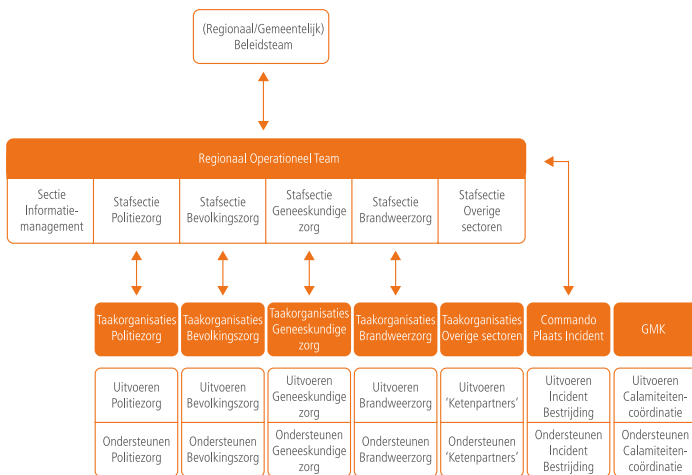 (Regionaal/Gemeentelijk)
Beleidsteam
Regionaal Operationeel Team
Sectie
Informatie-
management
Stafsectie
Politiezorg
Stafsectie
Bevolkingszorg
Stafsectie
Geneeskundige
zorg
Stafsectie
Brandweerzorg
Stafsectie
Overige
sectoren
Taakorganisaties
Politiezorg
Taakorganisaties
Bevolkingszorg
Taakorganisaties
Geneeskundige
zorg
Taakorganisaties
Brandweerzorg
Taakorganisaties
Overige sectoren
Commando
Plaats Incident
GMK
Uitvoeren
Politiezorg
Uitvoeren
Bevolkingszorg
Uitvoeren
Geneeskundige
zorg
Uitvoeren
Brandweerzorg
Uitvoeren
'Ketenpartners'
Uitvoeren
Incident
Bestrijding
Uitvoeren
Calamiteiten-
coördinatie
Ondersteunen
Politiezorg
Ondersteunen
Bevolkingszorg
Ondersteunen
Geneeskundige
zorg
Ondersteunen
Brandweerzorg
Ondersteunen
'Ketenpartners'
Ondersteunen
Incident
Bestrijding
Ondersteunen
Calamiteiten-
coördinatie